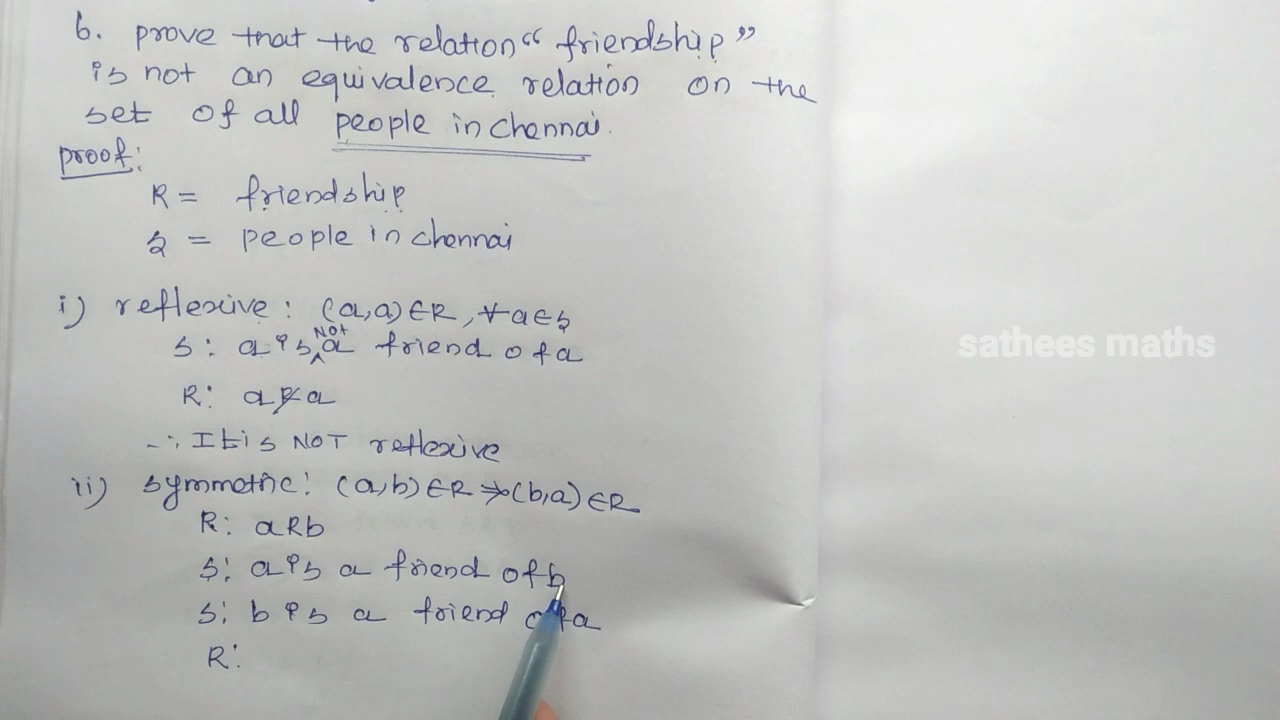 6. prove that the relation "friendship"
is not an equivalence relation on the
set of all people in chennai.
proof:
R = friendship
S = people in chennai
i) reflexive: (a,a) ∈ R, ∀ a ∈ S
NOT
S: a is ‸ a friend of a
R: a R̸ a
∴ It is NOT reflexive
ii) symmetric: (a,b) ∈ R ⇒ (b,a) ∈ R
R: aRb
S: a is a friend of b
S: b is a friend of a
R:
sathees maths